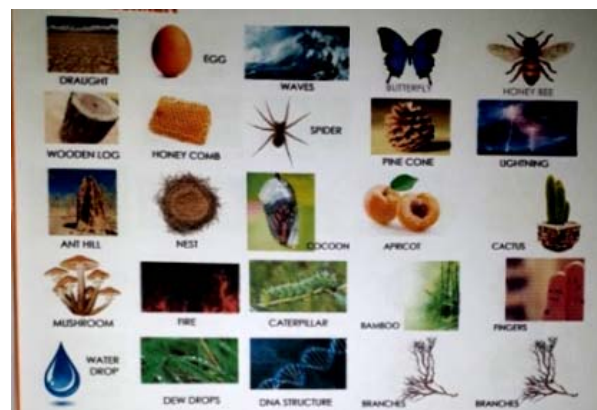 DRAUGHT
EGG
WAVES
BUTTERFLY
HONEY BEE
WOODEN LOG
HONEY COMB
SPIDER
PINE CONE
LIGHTNING
ANT HILL
NEST
COCOON
APRICOT
CACTUS
MUSHROOM
FIRE
CATERPILLAR
BAMBOO
FINGERS
WATER
DROP
DEW DROPS
DNA STRUCTURE
BRANCHES
BRANCHES